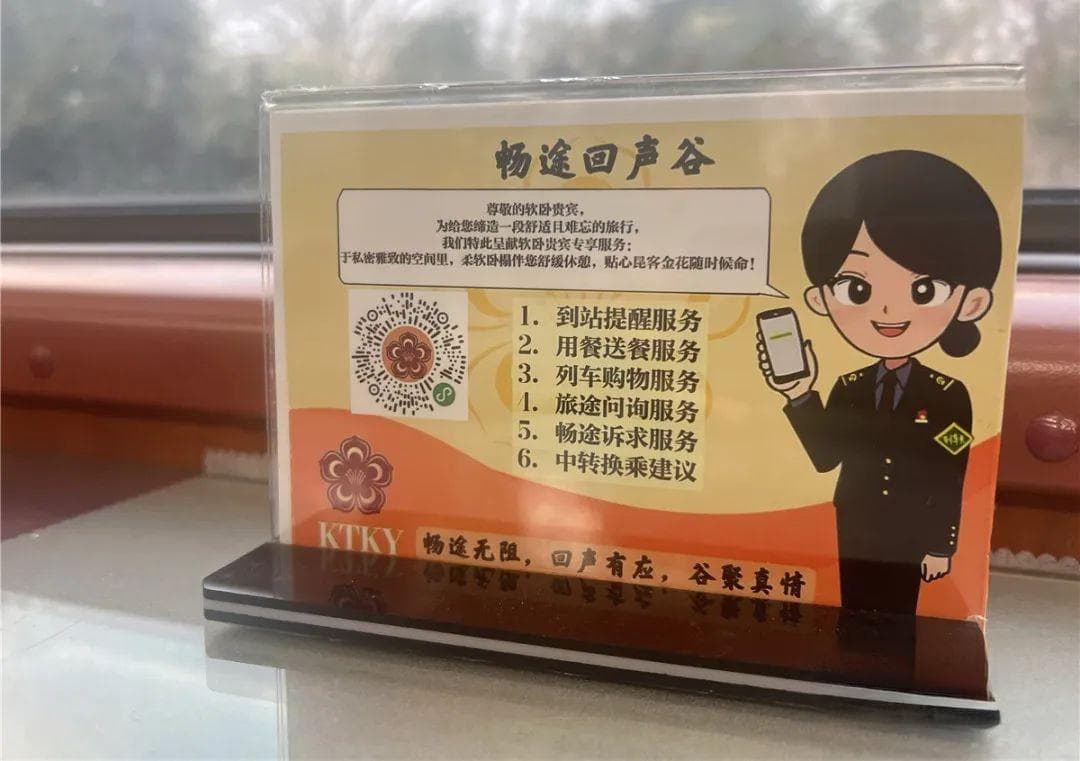 畅途回声谷
尊敬的软卧贵宾，
为给您缔造一段舒适且难忘的旅行，
我们特此呈献软卧贵宾专享服务：
于私密雅致的空间里，柔软卧榻伴您舒缓休憩，贴心昆客金花随时候命！
1. 到站提醒服务
2. 用餐送餐服务
3. 列车购物服务
4. 旅途问询服务
5. 畅途诉求服务
6. 中转换乘建议
KTKY
畅途无阻，回声有应，谷聚真情